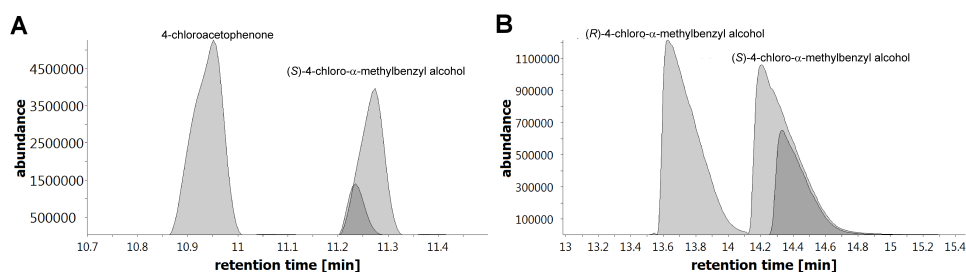 A
4-chloroacetophenone
(S)-4-chloro-α-methylbenzyl alcohol
abundance
4500000
3500000
2500000
1500000
500000
10.7 10.8 10.9 11 11.1 11.2 11.3 11.4
retention time [min]
B
(R)-4-chloro-α-methylbenzyl alcohol
(S)-4-chloro-α-methylbenzyl alcohol
abundance
1100000
900000
700000
500000
300000
100000
13 13.2 13.4 13.6 13.8 14 14.2 14.4 14.6 14.8 15 15.2 15.4
retention time [min]